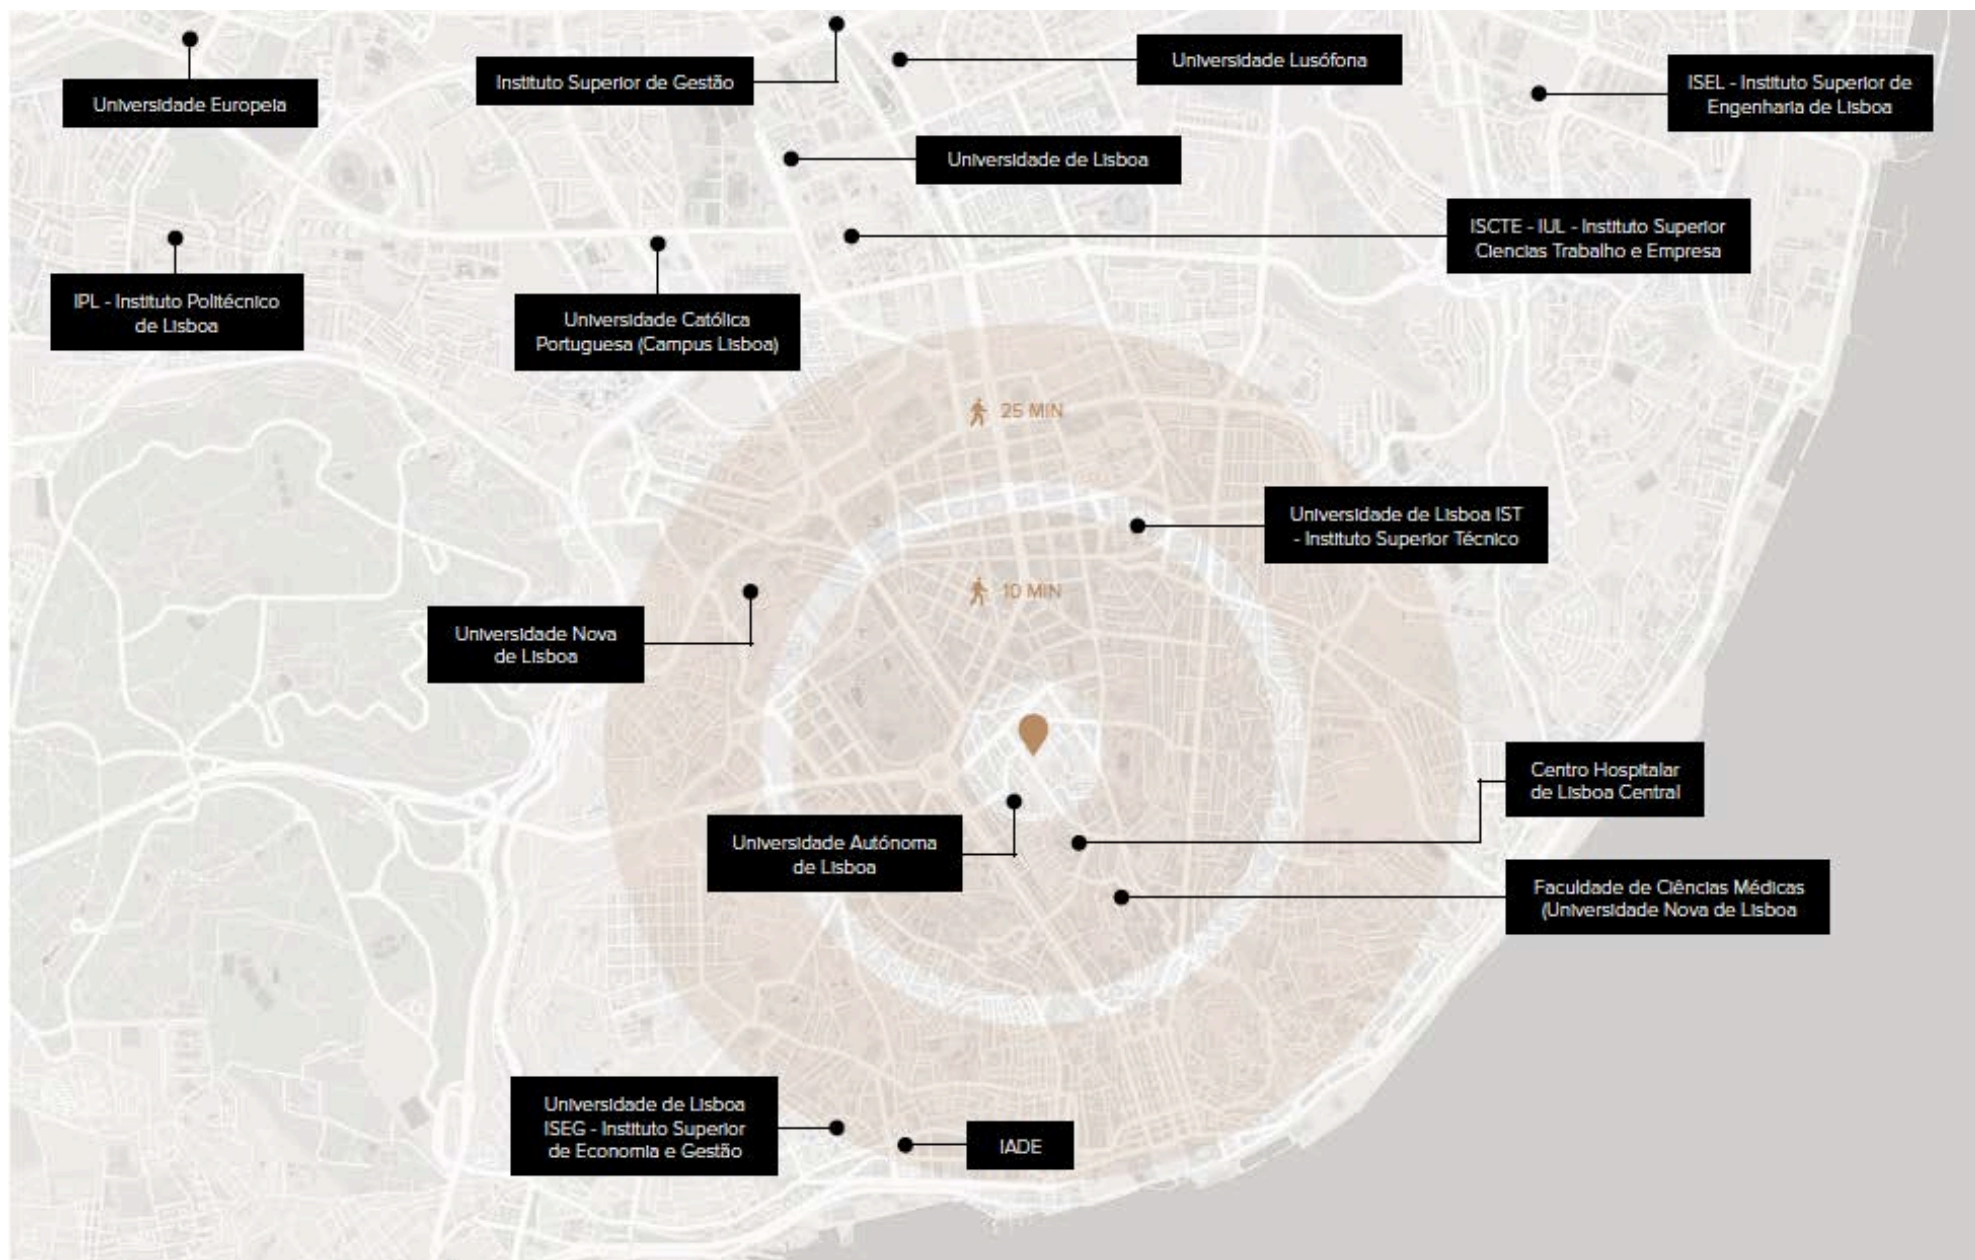 Universidade Europeia
Instituto Superior de Gestão
Universidade Lusófona
ISEL - Instituto Superior de
Engenharia de Lisboa
Universidade de Lisboa
ISCTE - IUL - Instituto Superior
Ciencias Trabalho e Empresa
IPL - Instituto Politécnico
de Lisboa
Universidade Católica
Portuguesa (Campus Lisboa)
25 MIN
Universidade de Lisboa IST
- Instituto Superior Técnico
10 MIN
Universidade Nova
de Lisboa
Centro Hospitalar
de Lisboa Central
Universidade Autónoma
de Lisboa
Faculdade de Ciências Médicas
(Universidade Nova de Lisboa
Universidade de Lisboa
ISEG - Instituto Superior
de Economia e Gestão
IADE